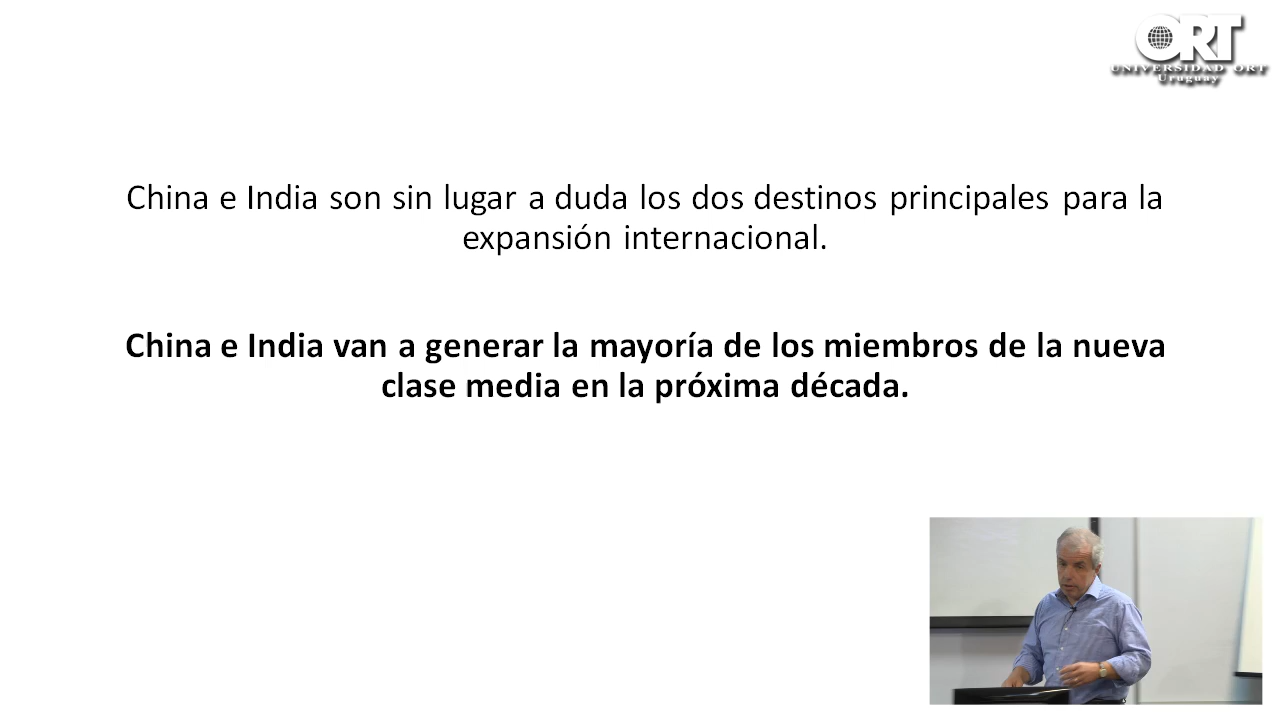 ORT
UNIVERSIDAD ORT
Uruguay
China e India son sin lugar a duda los dos destinos principales para la
expansión internacional.
China e India van a generar la mayoría de los miembros de la nueva
clase media en la próxima década.